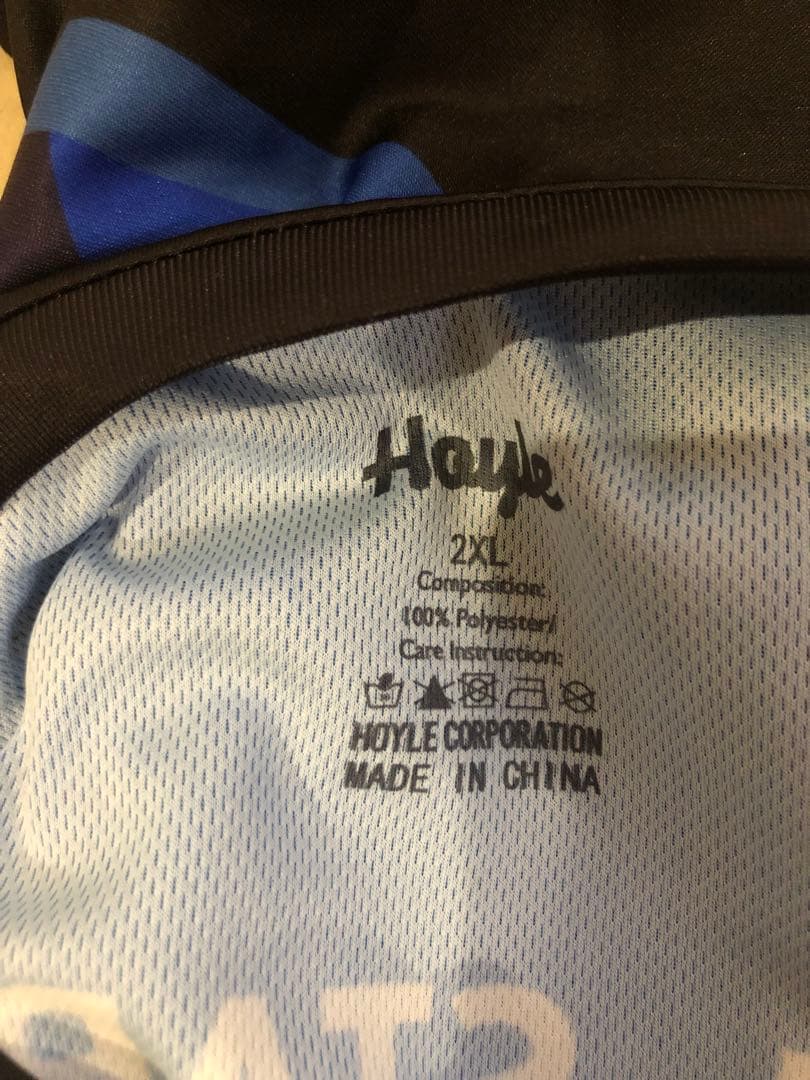 Hoyle
2XL
Composition:
100% Polyester/
Care Instruction:
HOYLE CORPORATION
MADE IN CHINA